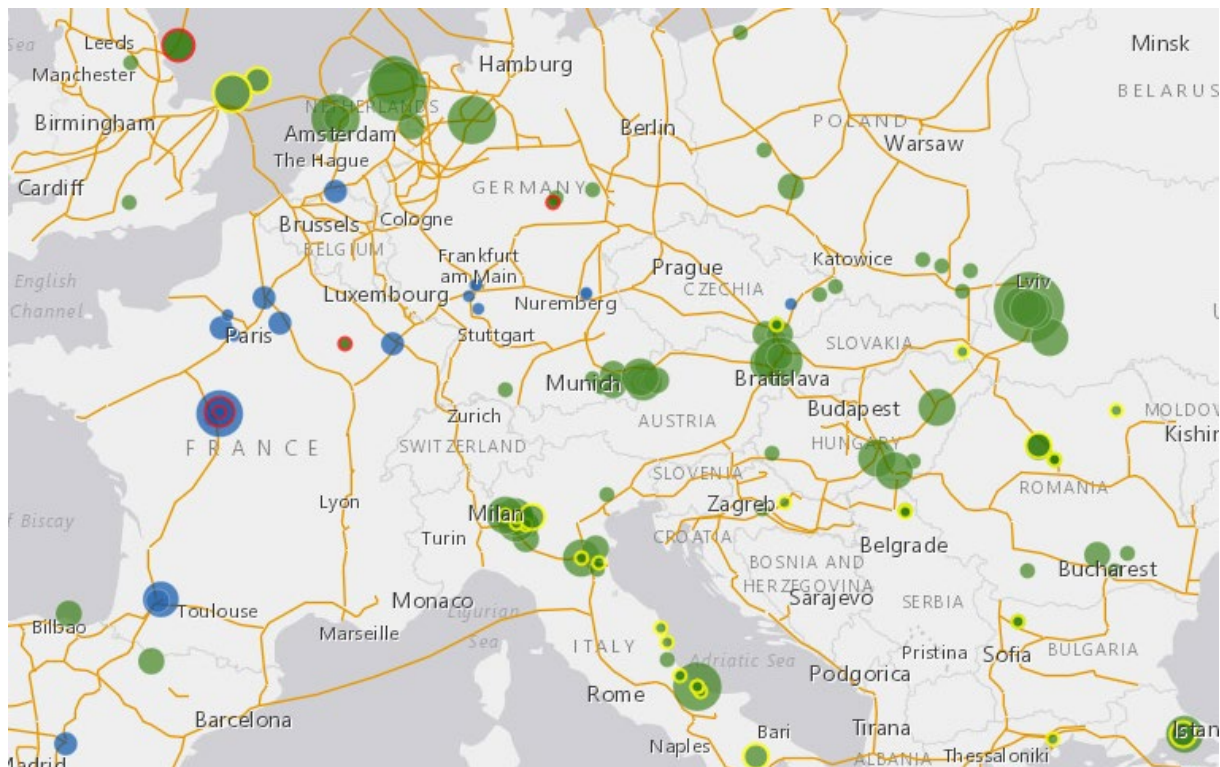 Sea
Leeds
Minsk
Manchester
Hamburg
BELARUS
NETHERLANDS
Birmingham
Amsterdam
Berlin
POLAND
Warsaw
The Hague
Cardiff
GERMANY
Brussels
Cologne
BELGIUM
Frankfurt
am Main
Katowice
English
Channel
Luxembourg
Nuremberg
Prague
CZECHIA
Lviv
U
Paris
Stuttgart
SLOVAKIA
Munich
Bratislava
Zurich
AUSTRIA
Budapest
MOLDOV
FRANCE
SWITZERLAND
HUNGARY
Kishin
SLOVENIA
ROMANIA
Lyon
Milan
Zagreb
f Biscay
Turin
CROATIA
Belgrade
BOSNIA AND
HERZEGOVINA
Bucharest
Monaco
Sarajevo
SERBIA
Toulouse
Ligurian
Sea
Bilbao
Marseille
ITALY
Adriatic Sea
Pristina
Sofia
BULGARIA
Podgorica
Rome
Barcelona
Tirana
Istan
Bari
Naples
ALBANIA
Thessaloniki
Madrid